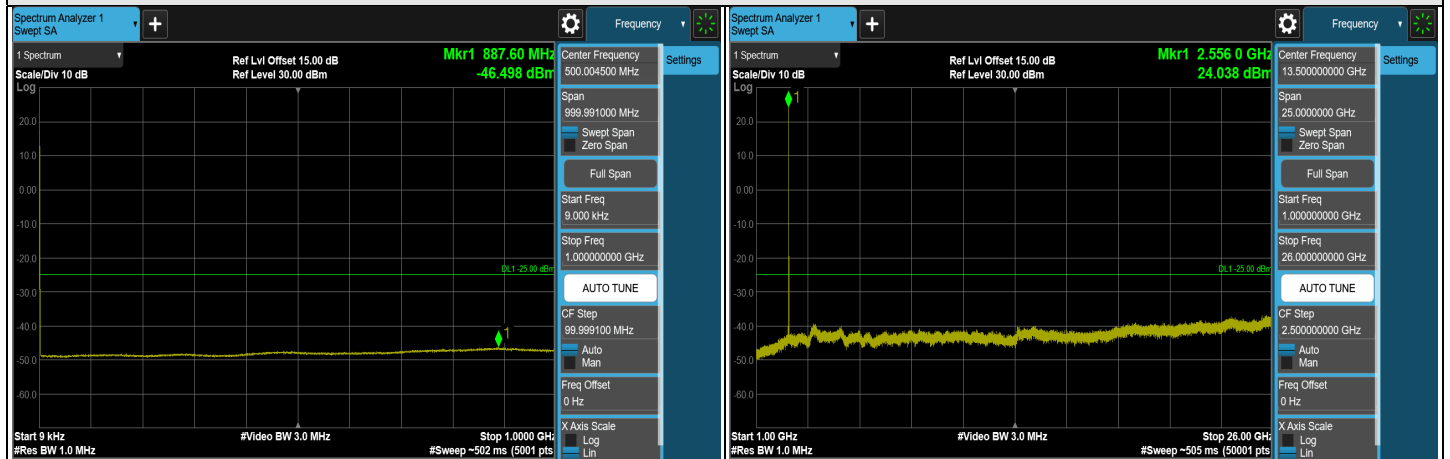 Spectrum Analyzer 1
Swept SA
+
Frequency
1 Spectrum
Scale/Div 10 dB
Log
Ref Lvl Offset 15.00 dB
Ref Level 30.00 dBm
Mkr1 887.60 MHz
-46.498 dBm
20.0
10.0
0.00
-10.0
-20.0
-30.0
-40.0
-50.0
-60.0
DL1 -25.00 dBm
1
Start 9 kHz
#Res BW 1.0 MHz
#Video BW 3.0 MHz
Stop 1.0000 GHz
#Sweep ~502 ms (5001 pts
Center Frequency
500.004500 MHz
Settings
Span
999.991000 MHz
Swept Span
Zero Span
Full Span
Start Freq
9.000 kHz
Stop Freq
1.000000000 GHz
AUTO TUNE
CF Step
99.999100 MHz
Auto
Man
Freq Offset
0 Hz
X Axis Scale
Log
Lin
Spectrum Analyzer 1
Swept SA
+
Frequency
1 Spectrum
Scale/Div 10 dB
Log
Ref Lvl Offset 15.00 dB
Ref Level 30.00 dBm
Mkr1 2.556 0 GHz
24.038 dBm
1
20.0
10.0
0.00
-10.0
-20.0
-30.0
-40.0
-50.0
-60.0
DL1 -25.00 dBm
Start 1.00 GHz
#Res BW 1.0 MHz
#Video BW 3.0 MHz
Stop 26.00 GHz
#Sweep ~505 ms (50001 pts
Center Frequency
13.500000000 GHz
Settings
Span
25.0000000 GHz
Swept Span
Zero Span
Full Span
Start Freq
1.000000000 GHz
Stop Freq
26.000000000 GHz
AUTO TUNE
CF Step
2.500000000 GHz
Auto
Man
Freq Offset
0 Hz
X Axis Scale
Log
Lin